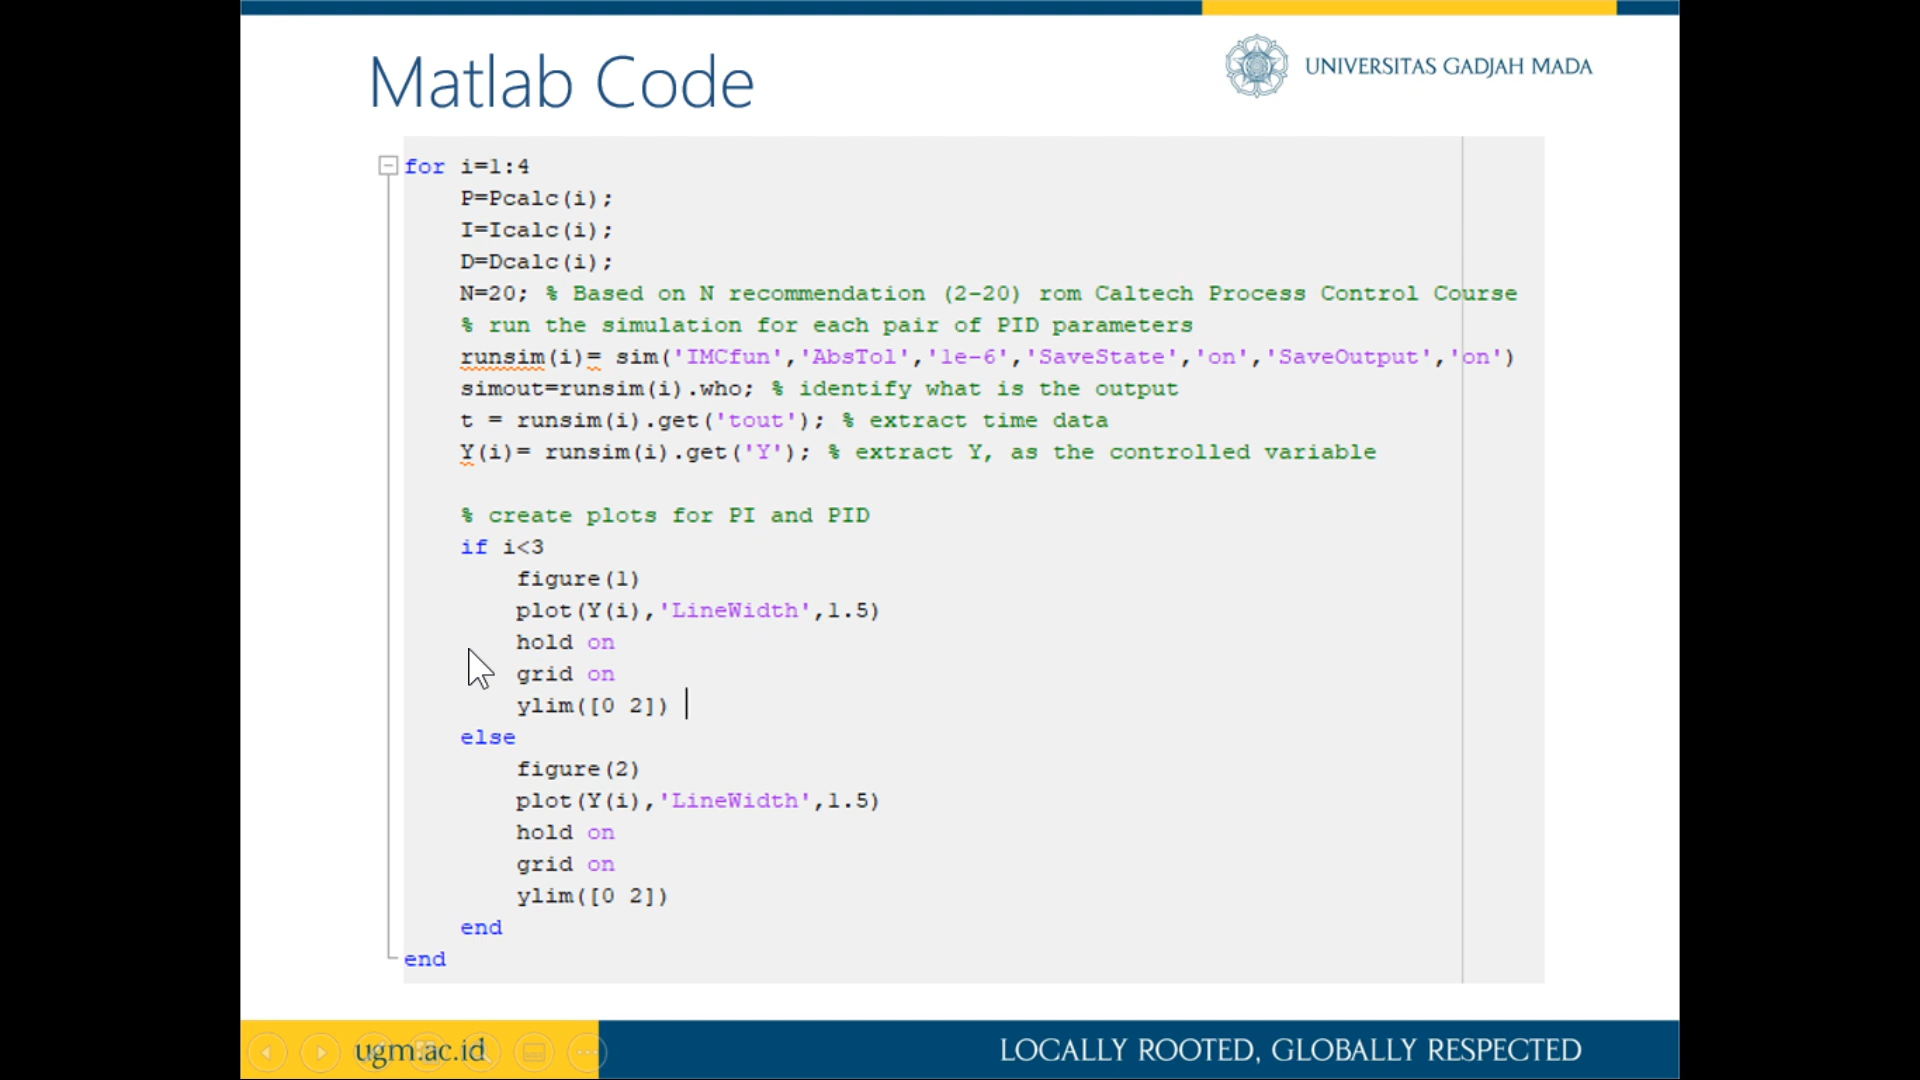 Matlab Code
UNIVERSITAS GADJAH MADA
for i=1:4
P=Pcalc(i);
I=Icalc(i);
D=Dcalc(i);
N=20; % Based on N recommendation (2-20) rom Caltech Process Control Course
% run the simulation for each pair of PID parameters
runsim(i)= sim('IMCfun','AbsTol','1e-6','SaveState','on','SaveOutput','on')
simout=runsim(i).who; % identify what is the output
t = runsim(i).get('tout'); % extract time data
Y(i)= runsim(i).get('Y'); % extract Y, as the controlled variable
% create plots for PI and PID
if i<3
figure(1)
plot(Y(i),'LineWidth',1.5)
hold on
grid on
ylim([0 2])
else
figure(2)
plot(Y(i),'LineWidth',1.5)
hold on
grid on
ylim([0 2])
end
end
ugm.ac.id
LOCALLY ROOTED, GLOBALLY RESPECTED